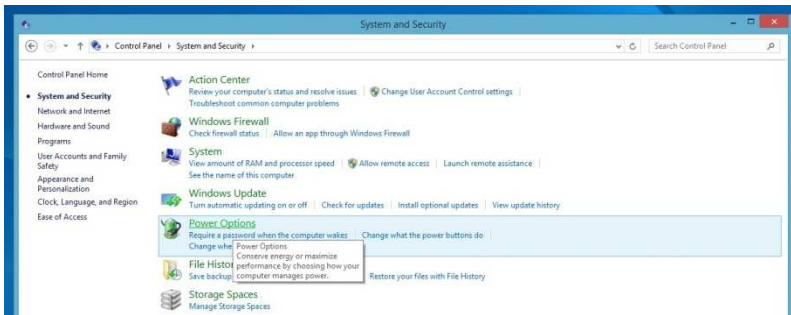 System and Security
Control Panel ▸ System and Security ▸
Search Control Panel
Control Panel Home
System and Security
Network and Internet
Hardware and Sound
Programs
User Accounts and Family
Safety
Appearance and
Personalization
Clock, Language, and Region
Ease of Access
Action Center
Review your computer's status and resolve issues | Change User Account Control settings |
Troubleshoot common computer problems
Windows Firewall
Check firewall status | Allow an app through Windows Firewall
System
View amount of RAM and processor speed | Allow remote access | Launch remote assistance |
See the name of this computer
Windows Update
Turn automatic updating on or off | Check for updates | Install optional updates | View update history
Power Options
Require a password when the computer wakes | Change what the power buttons do
Change whe
Power Options
Conserve energy or maximize
performance by choosing how your
computer manages power.
File Histor
Save backup
Restore your files with File History
Storage Spaces
Manage Storage Spaces